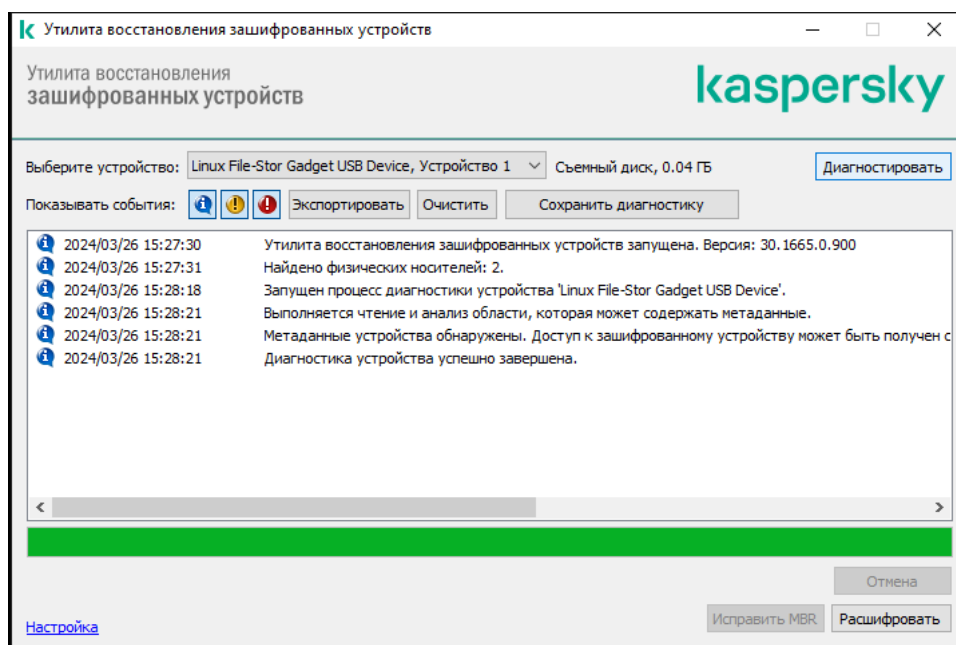 Утилита восстановления зашифрованных устройств
Утилита восстановления
зашифрованных устройств
kaspersky
Выберите устройство: Linux File-Stor Gadget USB Device, Устройство 1 Съемный диск, 0.04 ГБ Диагностировать
Показывать события: Экспортировать Очистить Сохранить диагностику
2024/03/26 15:27:30 Утилита восстановления зашифрованных устройств запущена. Версия: 30.1665.0.900
2024/03/26 15:27:31 Найдено физических носителей: 2.
2024/03/26 15:28:18 Запущен процесс диагностики устройства 'Linux File-Stor Gadget USB Device'.
2024/03/26 15:28:21 Выполняется чтение и анализ области, которая может содержать метаданные.
2024/03/26 15:28:21 Метаданные устройства обнаружены. Доступ к зашифрованному устройству может быть получен с
2024/03/26 15:28:21 Диагностика устройства успешно завершена.
Отмена
Настройка Исправить MBR Расшифровать